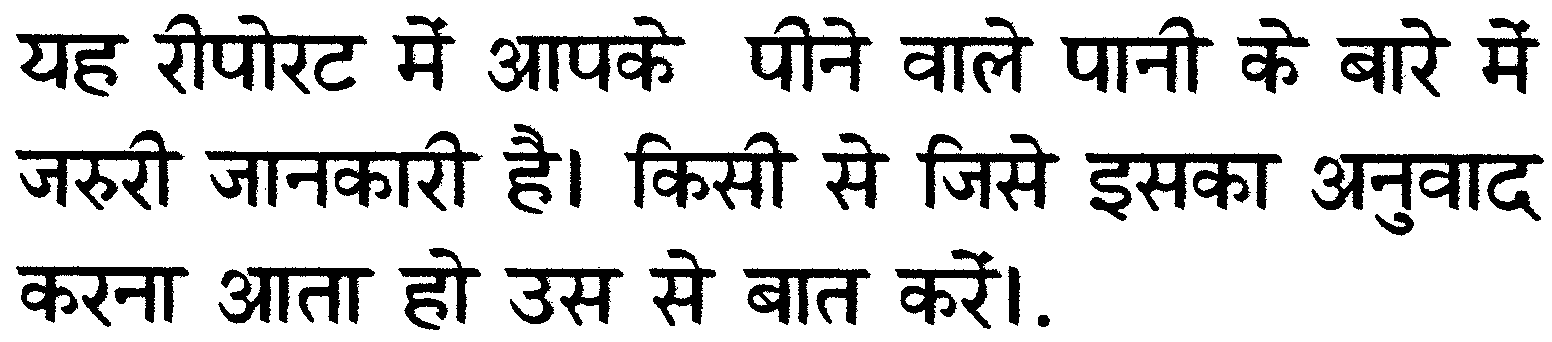 यह रीपोरट में आपके पीने वाले पानी के बारे में
जरुरी जानकारी है। किसी से जिसे इसका अनुवाद
करना आता हो उस से बात करें।.